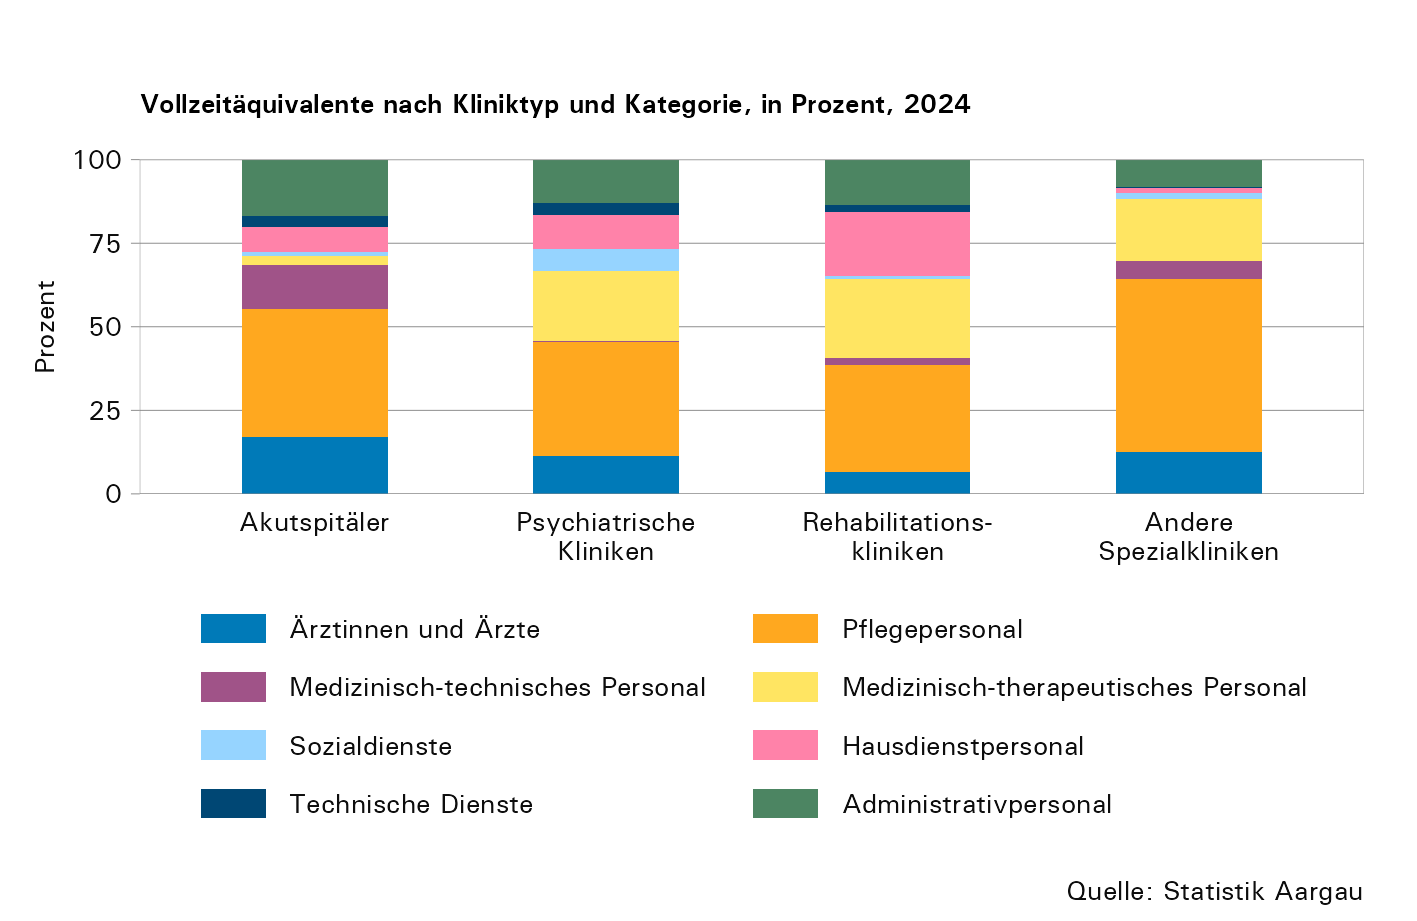 Vollzeitäquivalente nach Kliniktyp und Kategorie, in Prozent, 2024
Prozent
100
75
50
25
0
Akutspitäler
Psychiatrische
Kliniken
Rehabilitations-
kliniken
Andere
Spezialkliniken
Ärztinnen und Ärzte
Pflegepersonal
Medizinisch-technisches Personal
Medizinisch-therapeutisches Personal
Sozialdienste
Hausdienstpersonal
Technische Dienste
Administrativpersonal
Quelle: Statistik Aargau